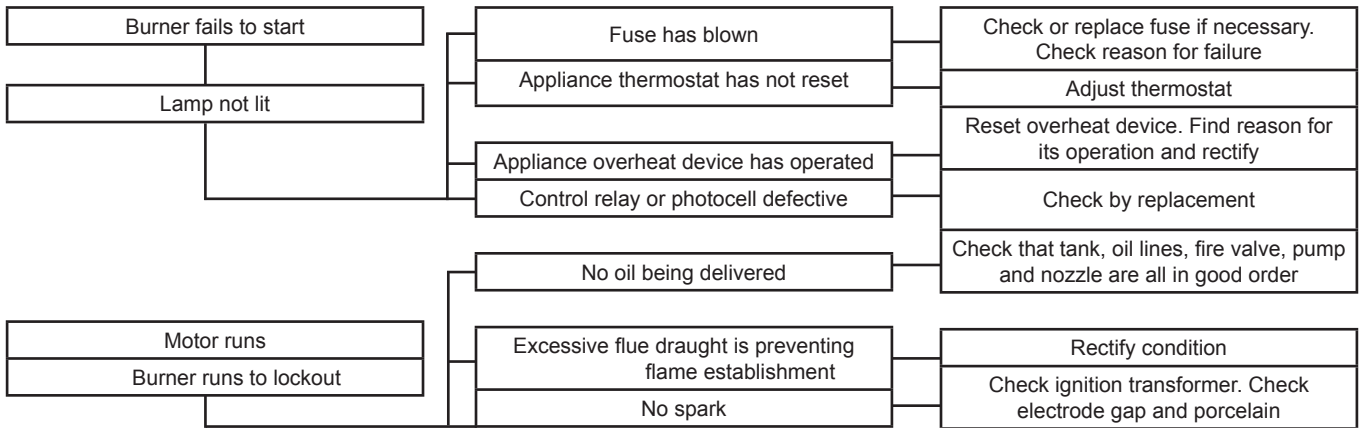 Burner fails to start
Lamp not lit
Fuse has blown
Check or replace fuse if necessary.
Check reason for failure
Appliance thermostat has not reset
Adjust thermostat
Appliance overheat device has operated
Reset overheat device. Find reason for
its operation and rectify
Control relay or photocell defective
Check by replacement
Motor runs
Burner runs to lockout
No oil being delivered
Check that tank, oil lines, fire valve, pump
and nozzle are all in good order
Excessive flue draught is preventing
flame establishment
Rectify condition
No spark
Check ignition transformer. Check
electrode gap and porcelain